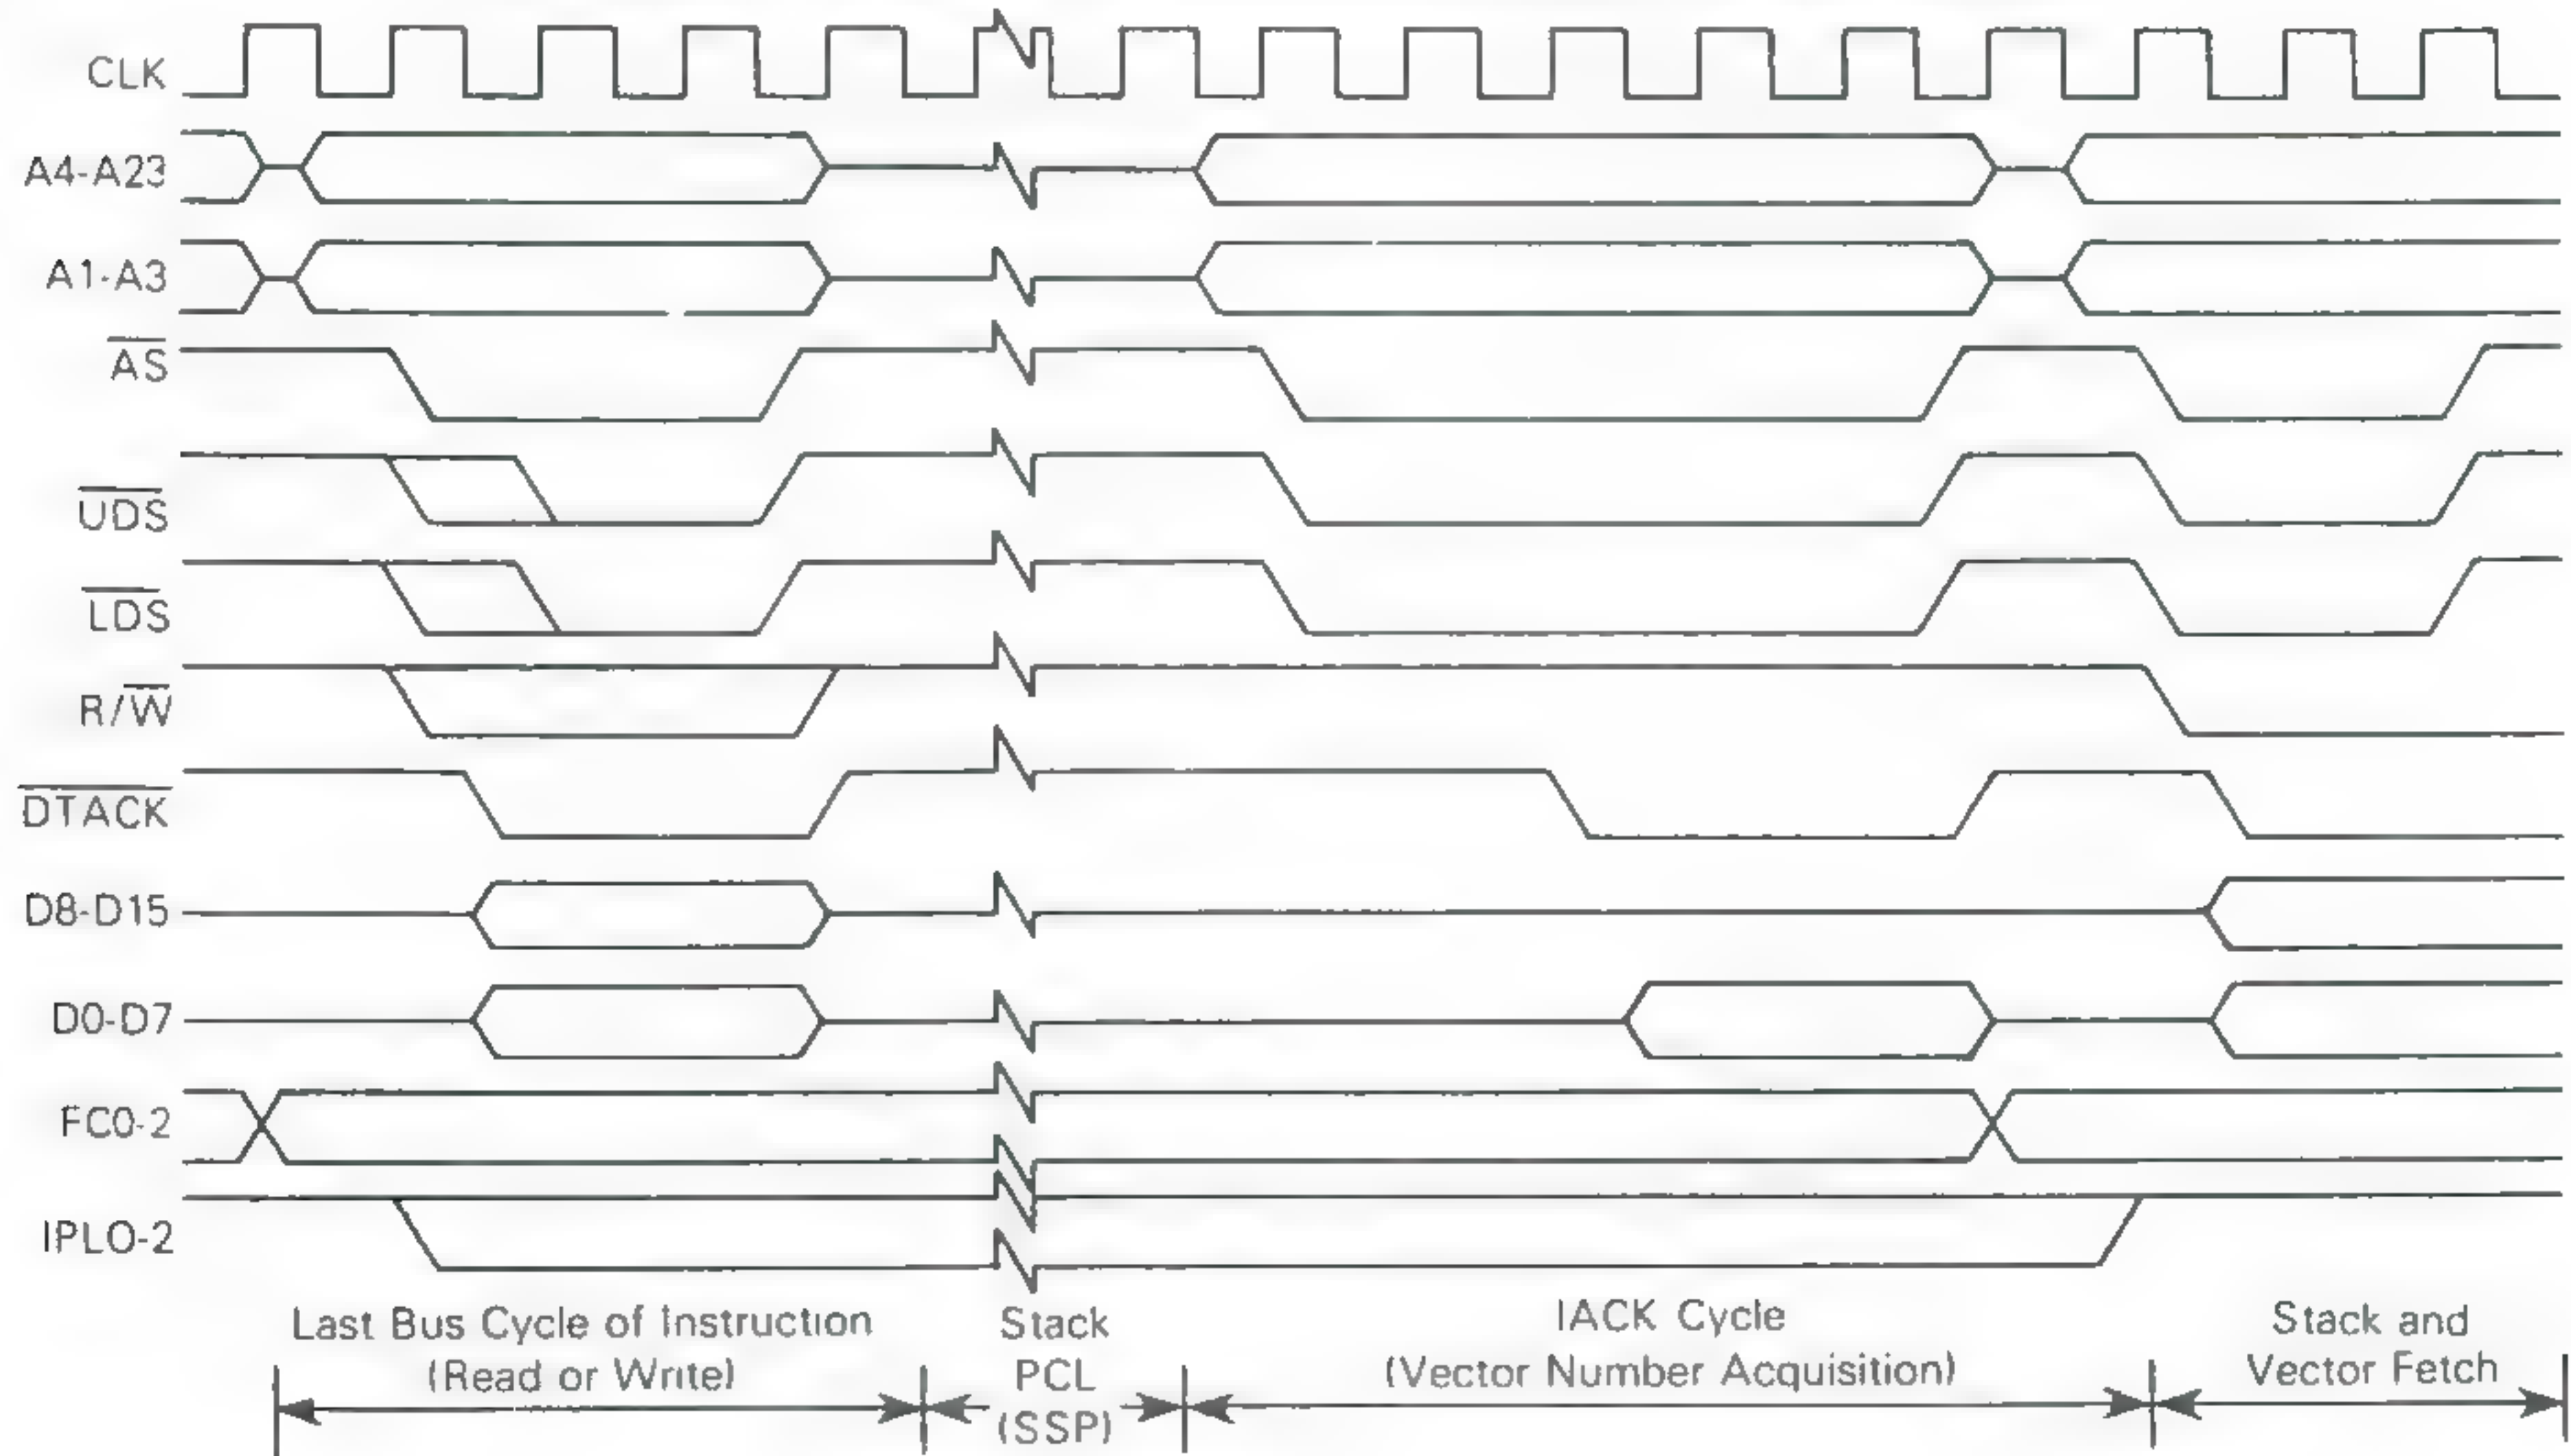 CLK
A4-A23
A1-A3
AS
UDS
LDS
R/W
DTACK
D8-D15
D0-D7
FC0-2
IPL0-2
Last Bus Cycle of Instruction
(Read or Write)
Stack
PCL
(SSP)
IACK Cycle
(Vector Number Acquisition)
Stack and
Vector Fetch